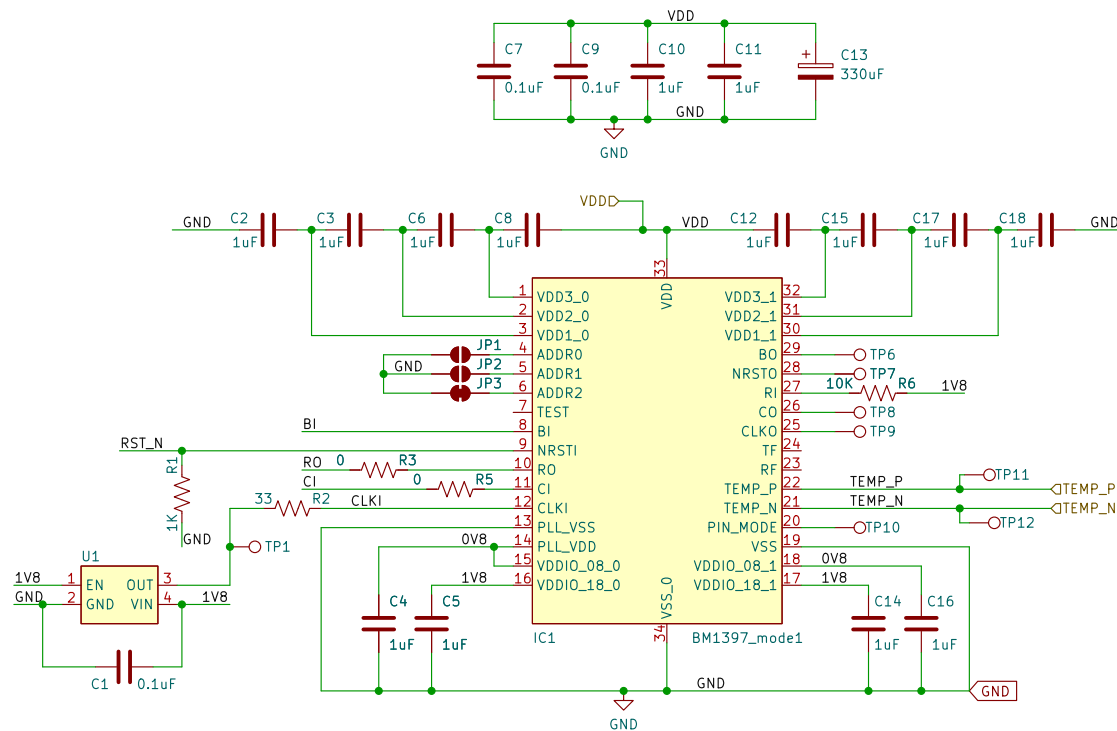 VDD
C7 C9 C10 C11 C13
0.1uF 0.1uF 1uF 1uF + 330uF
GND
GND
VDD
GND C2 C3 C6 C8 VDD C12 C15 C17 C18 GND
1uF 1uF 1uF 1uF 1uF 1uF 1uF 1uF
33
VDD
1 VDD3_0 VDD3_1 32
2 VDD2_0 VDD2_1 31
3 VDD1_0 VDD1_1 30
JP1 4 ADDR0 BO 29 TP6
GND JP2 5 ADDR1 NRSTO 28 TP7
JP3 6 ADDR2 RI 27 10K R6 1V8
7 TEST CO 26 TP8
BI 8 BI CLKO 25 TP9
RST_N 9 NRSTI TF 24
RO 0 R3 10 RO RF 23
CI 0 R5 11 CI TEMP_P 22 TEMP_P TP11 TEMP_P
R1 1K GND
33 R2 CLKI 12 CLKI TEMP_N 21 TEMP_N TEMP_N
TP12
13 PLL_VSS PIN_MODE 20 TP10
TP1 0V8 14 PLL_VDD VSS 19
15 VDDIO_08_0 VDDIO_08_1 18 0V8
1V8 16 VDDIO_18_0 VDDIO_18_1 17 1V8
U1
1V8 1 EN OUT 3
GND 2 GND VIN 4 1V8
C1 0.1uF
C4 C5 VSS_0 34 C14 C16
1uF 1uF IC1 BM1397_mode1 1uF 1uF
GND GND
GND